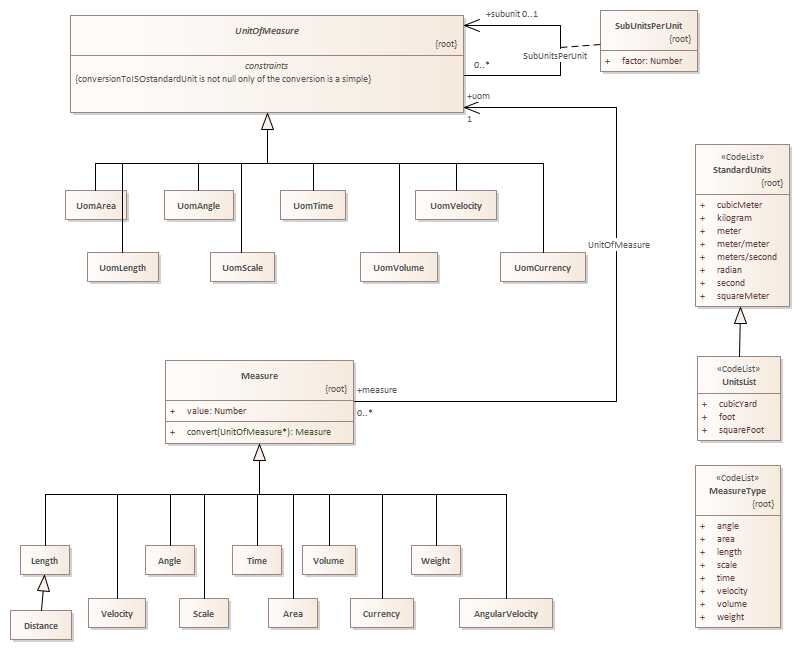 UnitOfMeasure
{root}
constraints
{conversionToISOstandardUnit is not null only of the conversion is a simple}
+subunit 0..1
0..*
SubUnitsPerUnit
SubUnitsPerUnit
{root}
+ factor: Number
+uom
1
UnitOfMeasure
UomArea
UomAngle
UomTime
UomVelocity
UomLength
UomScale
UomVolume
UomCurrency
«CodeList»
StandardUnits
{root}
+ cubicMeter
+ kilogram
+ meter
+ meter/meter
+ meters/second
+ radian
+ second
+ squareMeter
Measure
{root}
+ value: Number
+ convert(UnitOfMeasure*): Measure
+measure
0..*
«CodeList»
UnitsList
+ cubicYard
+ foot
+ squareFoot
«CodeList»
MeasureType
{root}
+ angle
+ area
+ length
+ scale
+ time
+ velocity
+ volume
+ weight
Length
Angle
Time
Volume
Weight
Distance
Velocity
Scale
Area
Currency
AngularVelocity